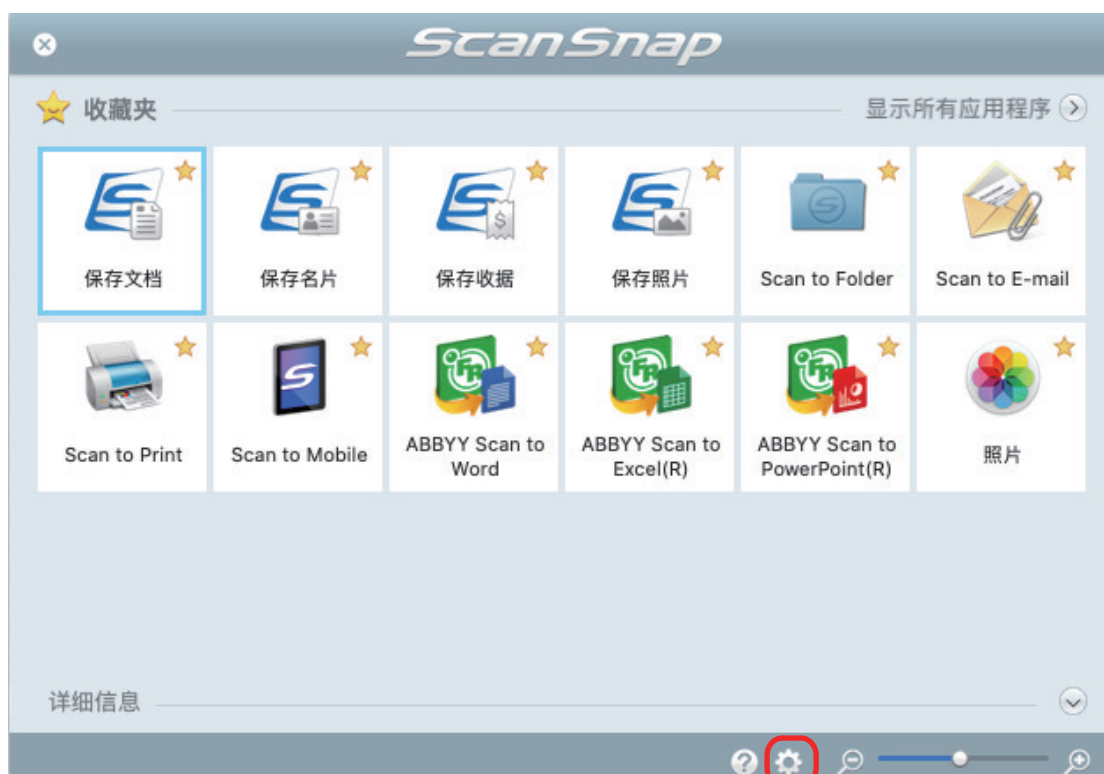 ScanSnap
收藏夹
显示所有应用程序
保存文档
保存名片
保存收据
保存照片
Scan to Folder
Scan to E-mail
Scan to Print
Scan to Mobile
ABBYY Scan to
Word
ABBYY Scan to
Excel(R)
ABBYY Scan to
PowerPoint(R)
照片
详细信息